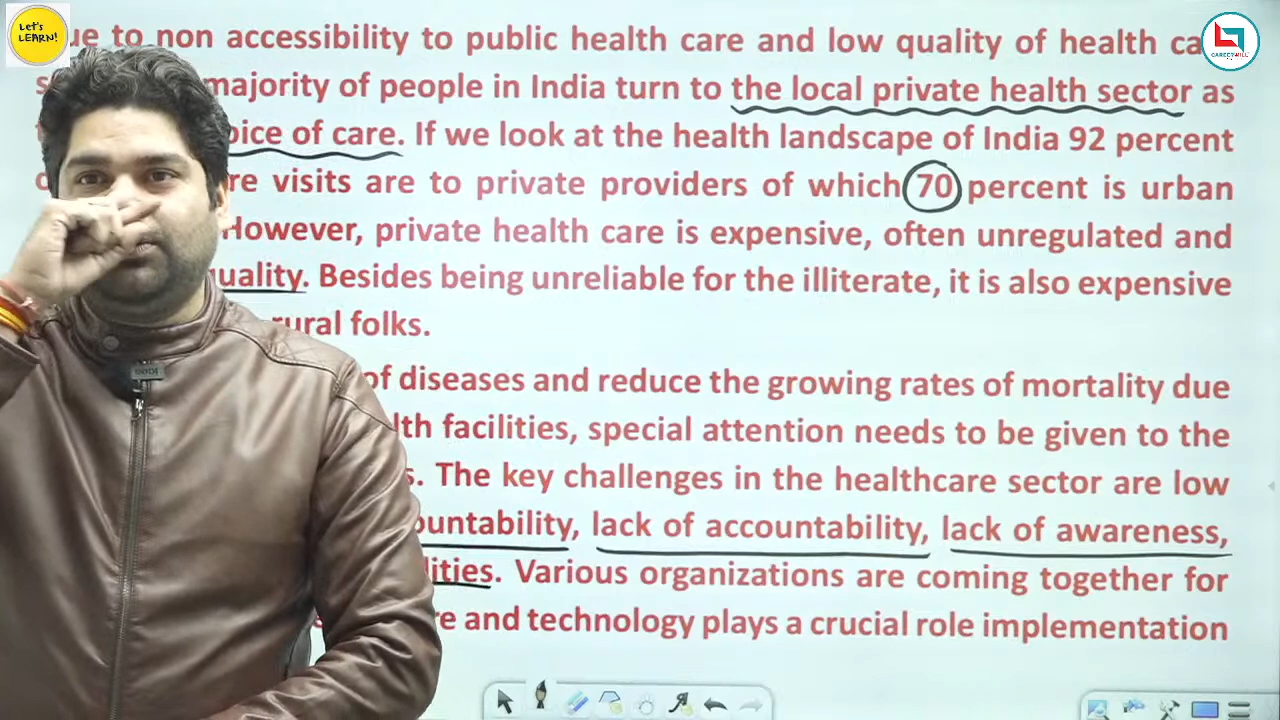 LET'S LEARN!
ue to non accessibility to public health care and low quality of health ca
majority of people in India turn to the local private health sector as
oice of care. If we look at the health landscape of India 92 percent
re visits are to private providers of which 70 percent is urban
However, private health care is expensive, often unregulated and
uality. Besides being unreliable for the illiterate, it is also expensive
rural folks.
of diseases and reduce the growing rates of mortality due
lth facilities, special attention needs to be given to the
s. The key challenges in the healthcare sector are low
ountability, lack of accountability, lack of awareness,
lities. Various organizations are coming together for
re and technology plays a crucial role implementation